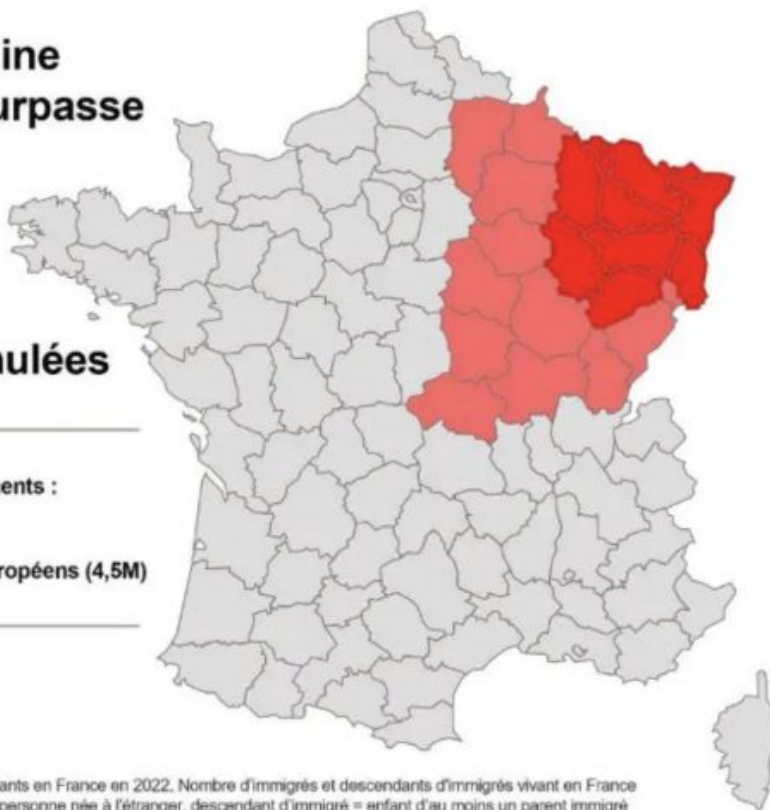 ine
urpasse
nulées
ents :
ropéens (4,5M)
ants en France en 2022. Nombre d'immigrés et descendants d'immigrés vivant en France
personne née à l'étranger, descendant d'immigré = enfant d'au moins un parent immigré